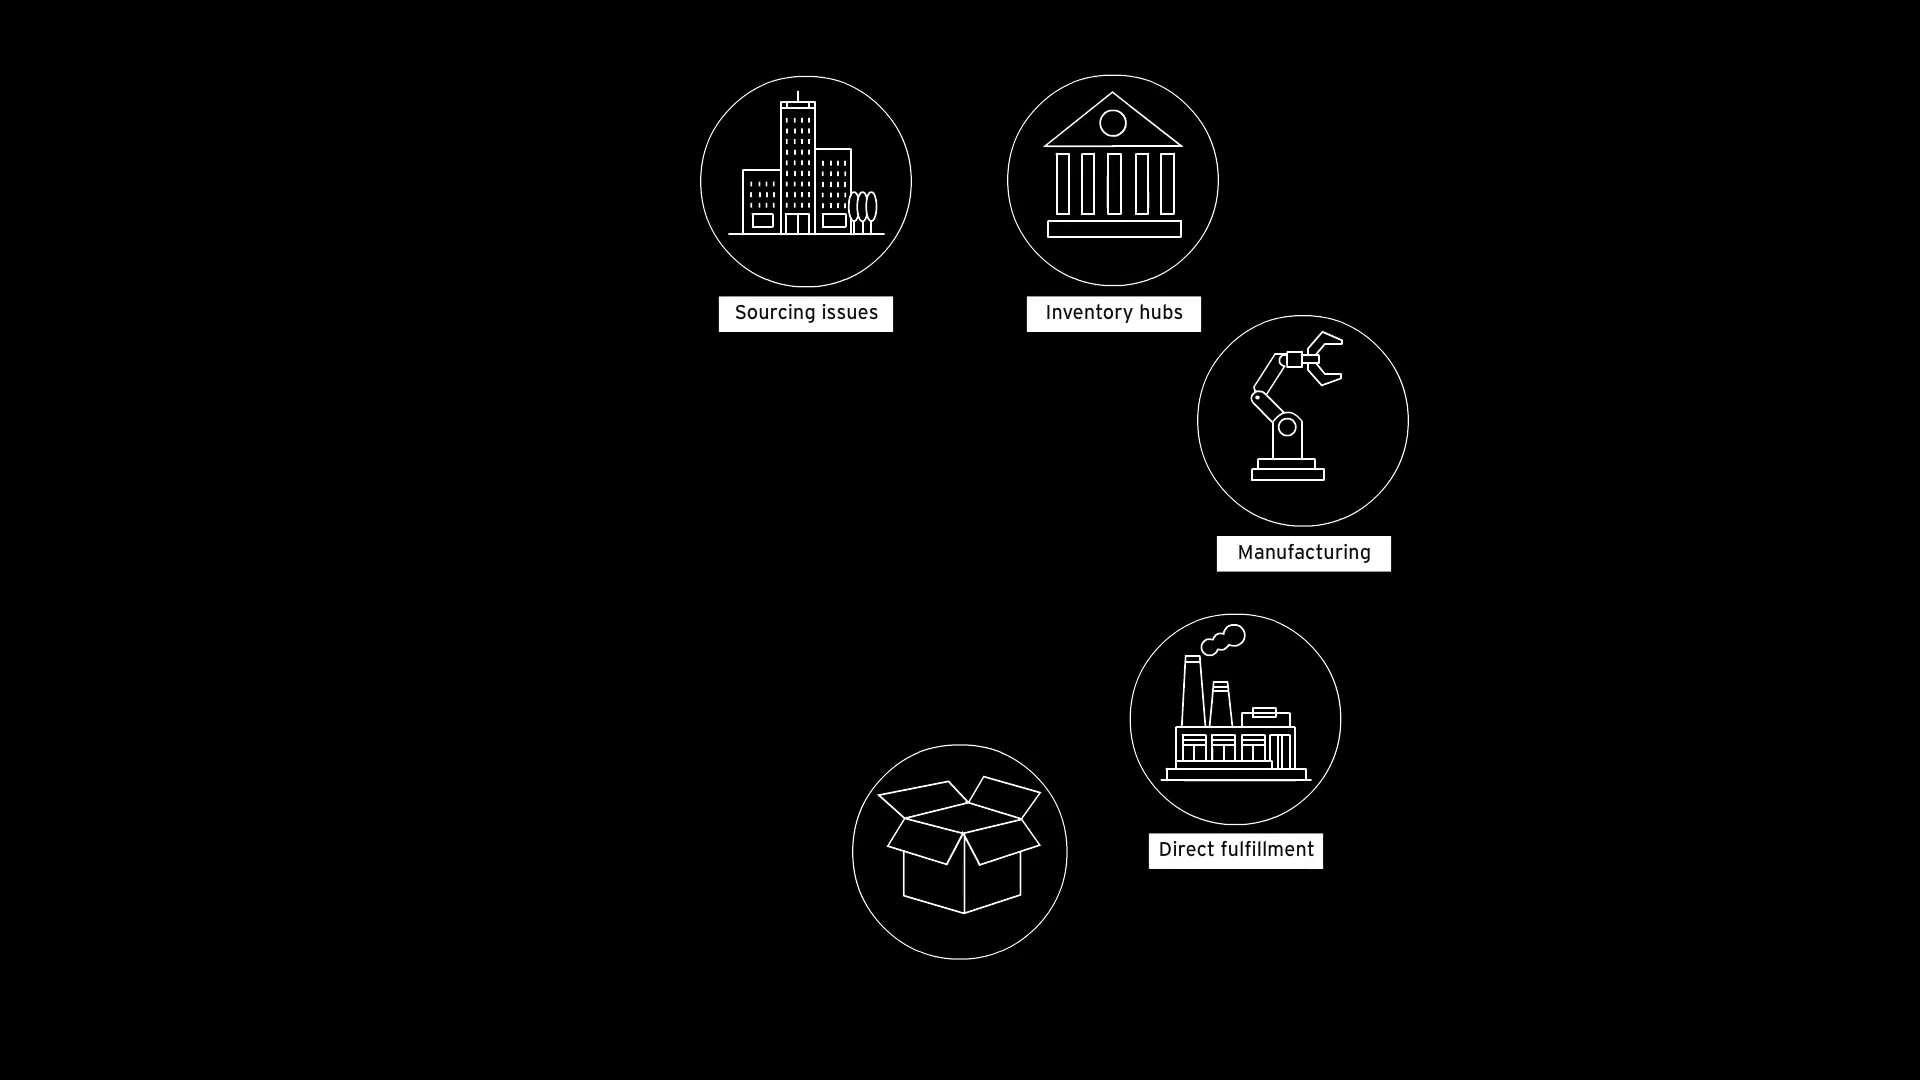 Sourcing issues
Inventory hubs
Manufacturing
Direct fulfillment